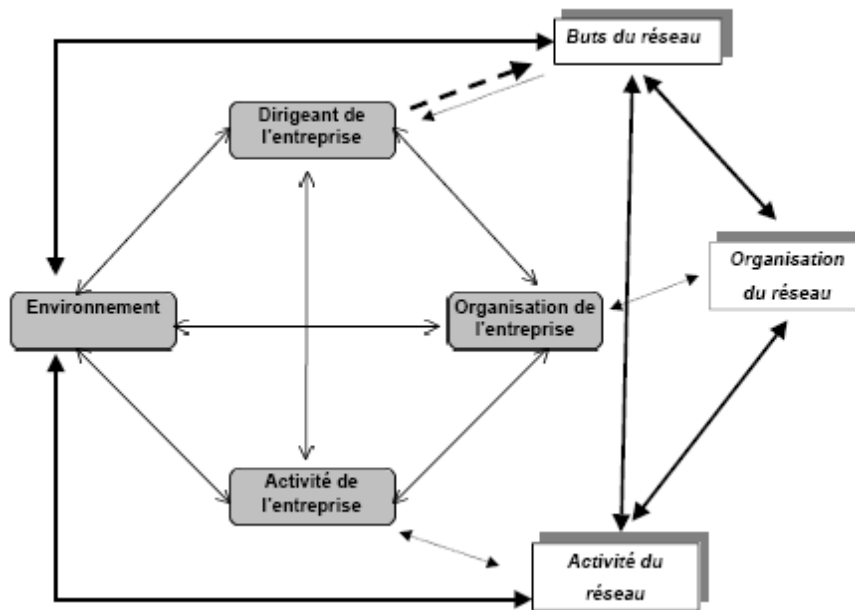 Buts du réseau
Dirigeant de
l'entreprise
Organisation
du réseau
Environnement
Organisation de
l'entreprise
Activité de
l'entreprise
Activité du
réseau